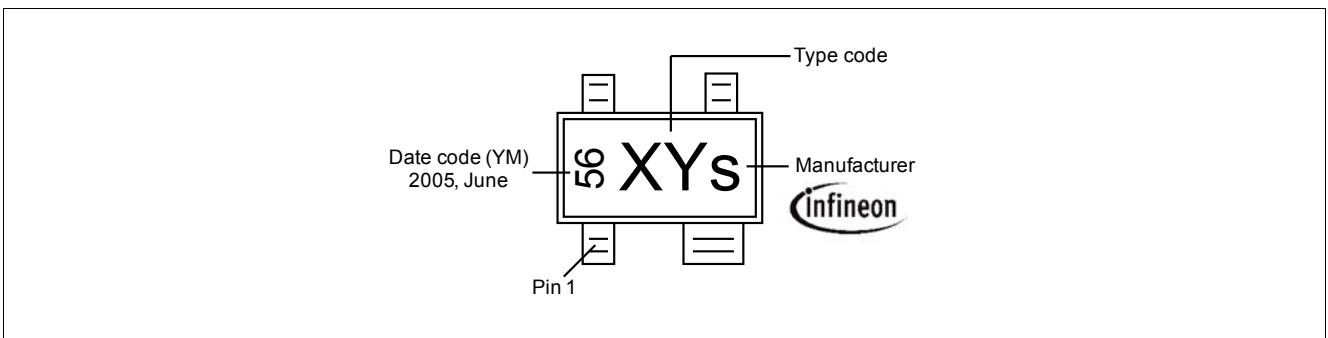 Type code
Date code (YM)
2005, June
56
XYs
Manufacturer
infineon
Pin 1